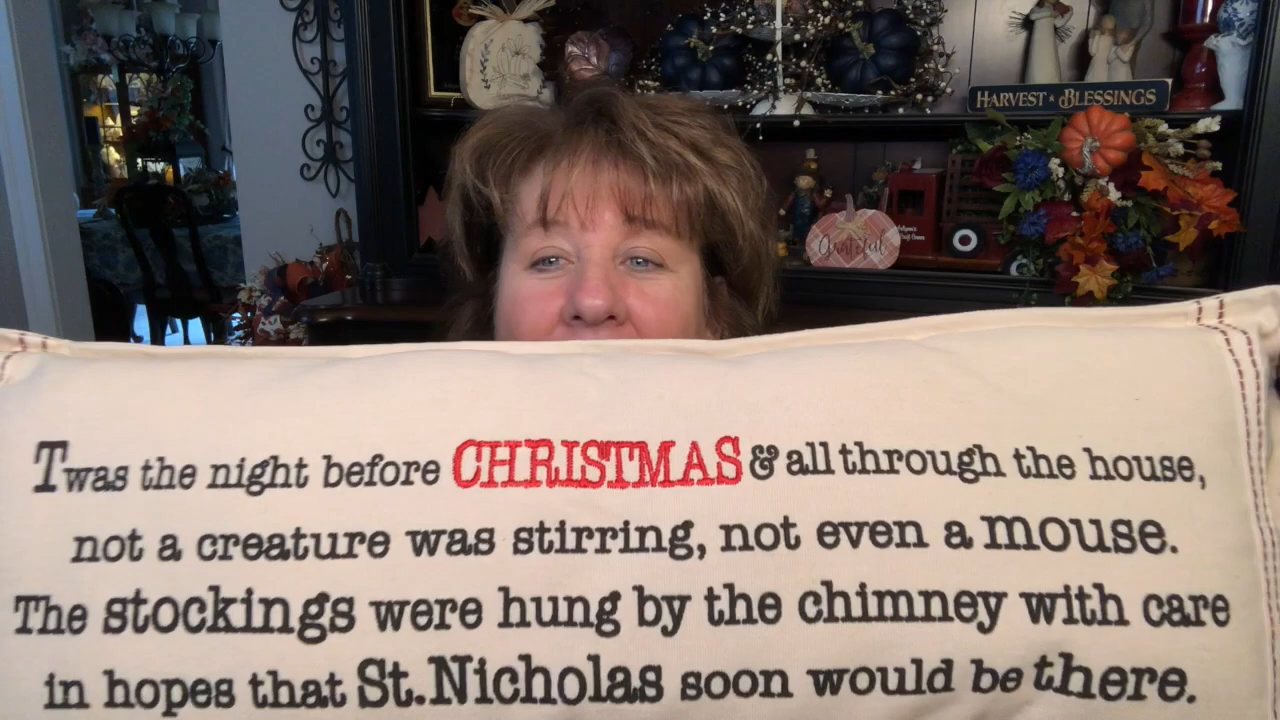 HARVEST ★ BLESSINGS
Grateful
Twas the night before CHRISTMAS & all through the house,
not a creature was stirring, not even a mouse.
The stockings were hung by the chimney with care
in hopes that St.Nicholas soon would be there.